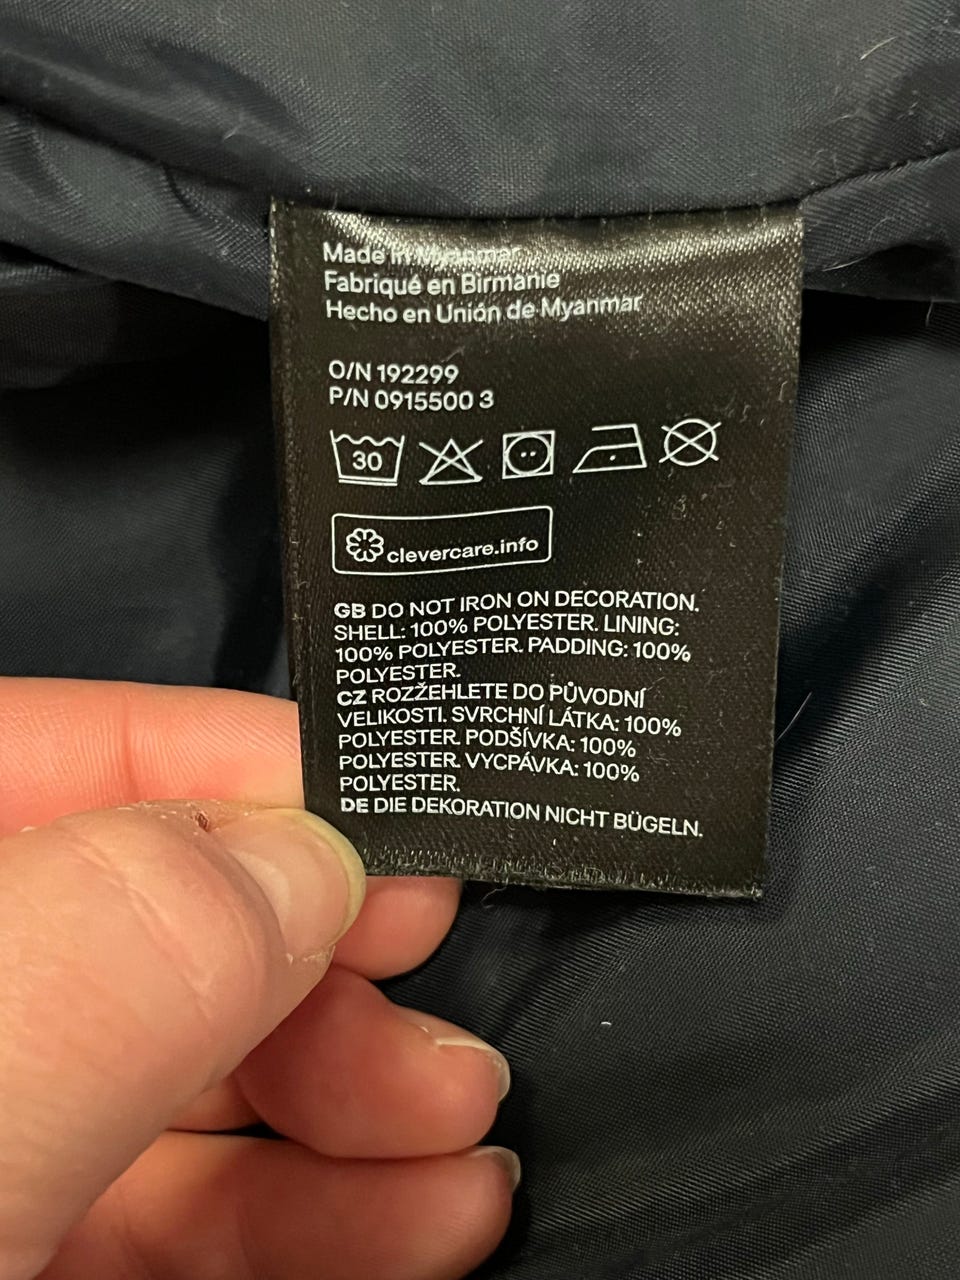 Made in Myanmar
Fabriqué en Birmanie
Hecho en Unión de Myanmar
O/N 192299
P/N 0915500 3
30
clevercare.info
GB DO NOT IRON ON DECORATION.
SHELL: 100% POLYESTER. LINING:
100% POLYESTER. PADDING: 100%
POLYESTER.
CZ ROZŽEHLETE DO PŮVODNÍ
VELIKOSTI. SVRCHNÍ LÁTKA: 100%
POLYESTER. PODŠÍVKA: 100%
POLYESTER. VYCPÁVKA: 100%
POLYESTER.
DE DIE DEKORATION NICHT BÜGELN.